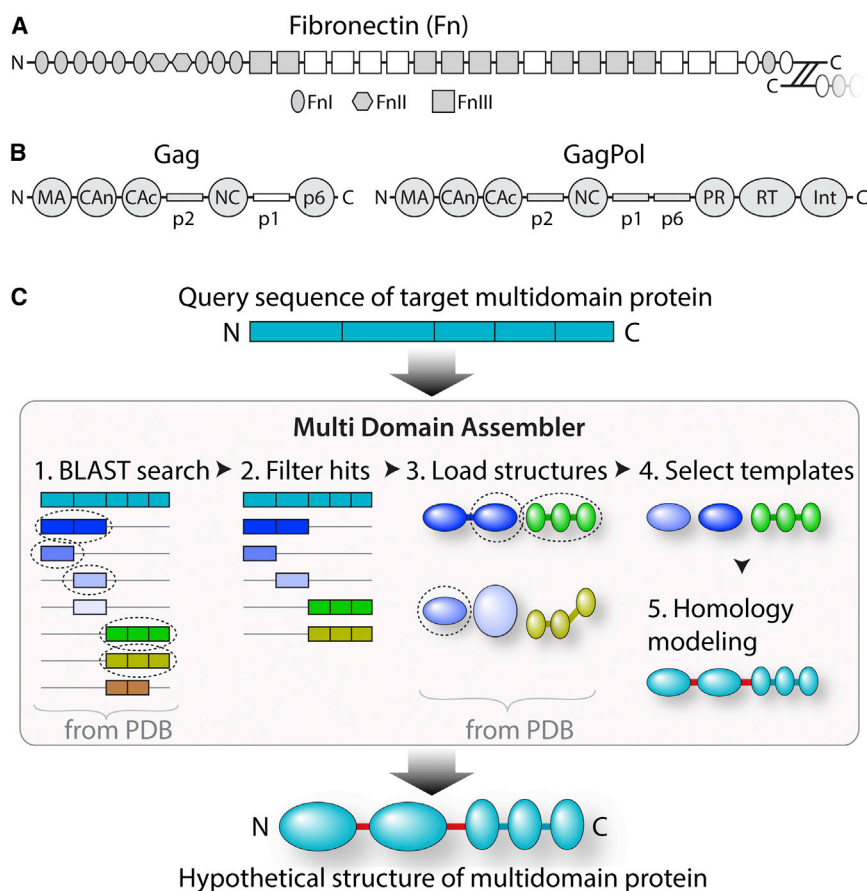 A
Fibronectin (Fn)
N C
C
FnI FnII FnIII
B
Gag GagPol
N MA CAn CAc NC p6 C N MA CAn CAc NC PR RT Int C
p2 p1 p2 p1 p6
C
Query sequence of target multidomain protein
N C
Multi Domain Assembler
1. BLAST search 2. Filter hits 3. Load structures 4. Select templates
5. Homology
modeling
from PDB from PDB
N C
Hypothetical structure of multidomain protein